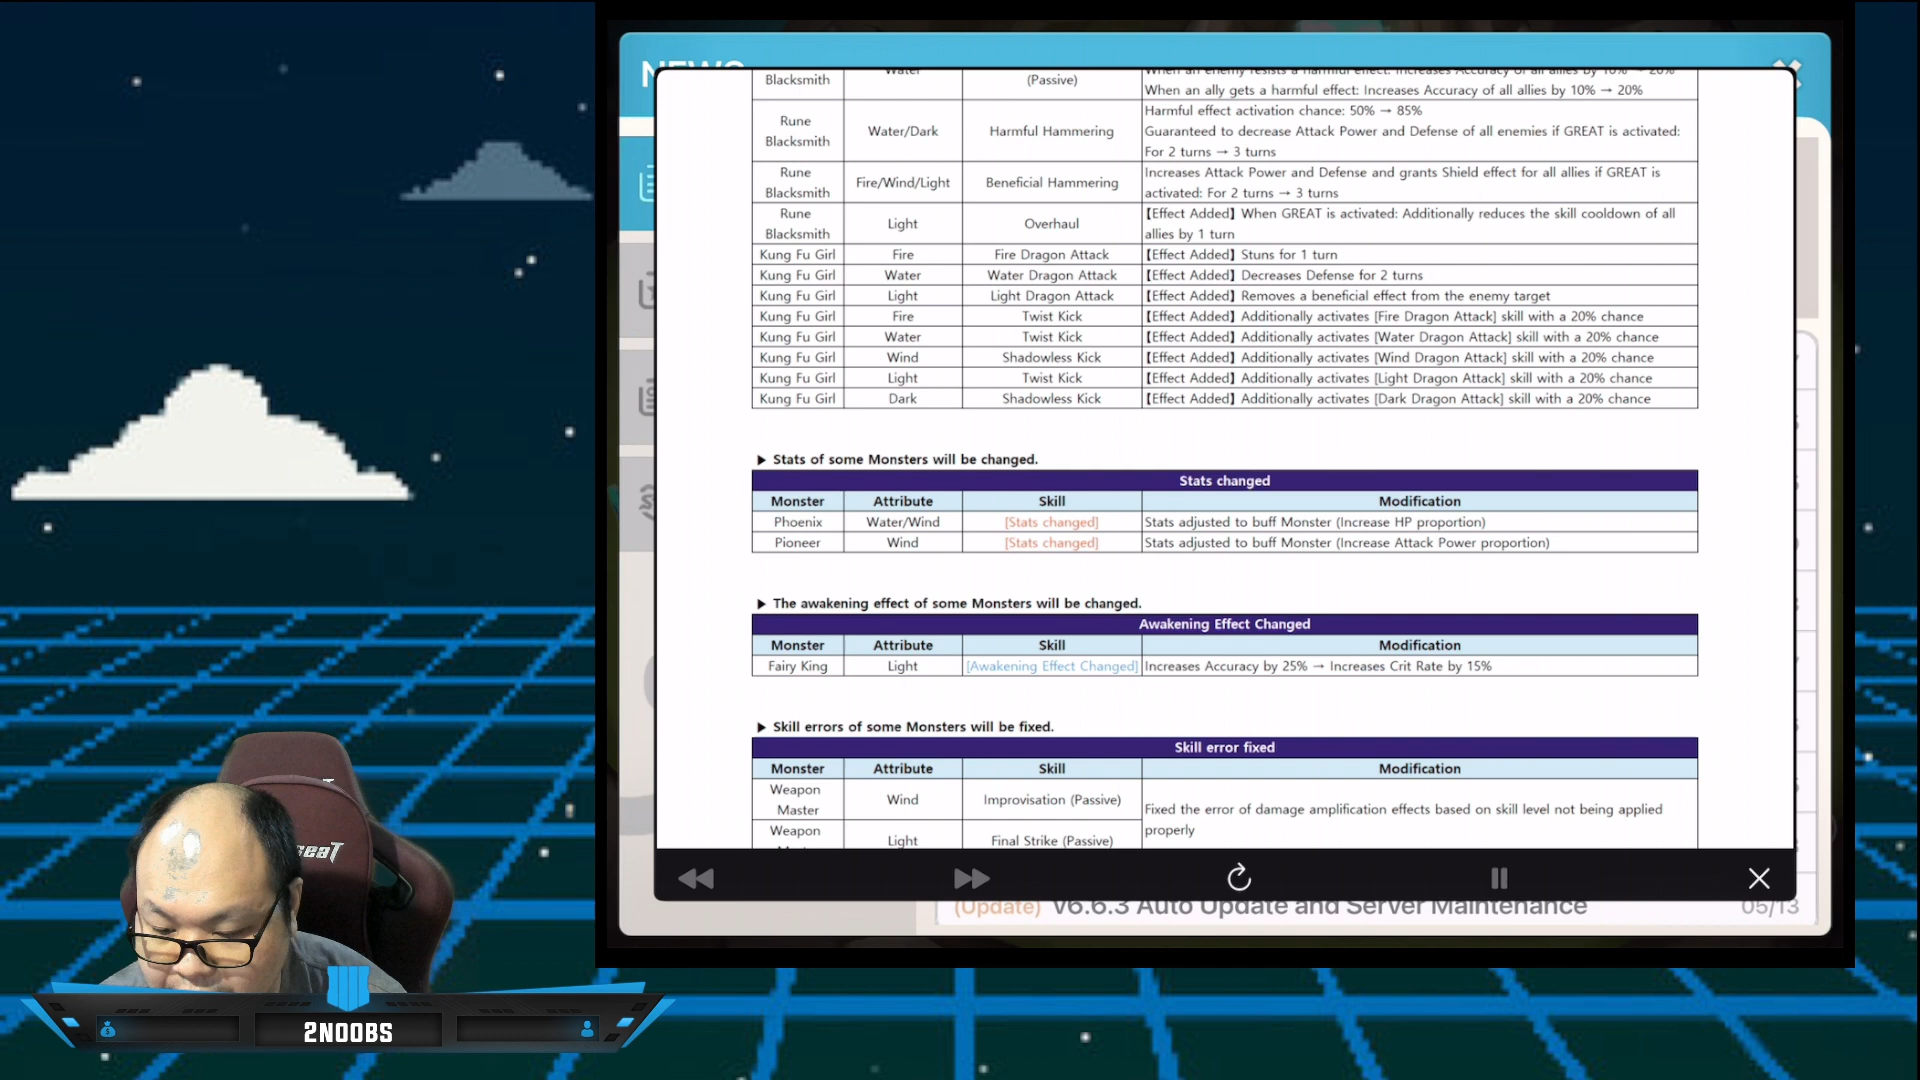 NEWS
Blacksmith Water (Passive) When an enemy resists a harmful effect: Increases Accuracy of all allies by 10% → 20%
When an ally gets a harmful effect: Increases Accuracy of all allies by 10% → 20%
Rune Blacksmith Water/Dark Harmful Hammering Harmful effect activation chance: 50% → 85%
Guaranteed to decrease Attack Power and Defense of all enemies if GREAT is activated:
For 2 turns → 3 turns
Rune Blacksmith Fire/Wind/Light Beneficial Hammering Increases Attack Power and Defense and grants Shield effect for all allies if GREAT is
activated: For 2 turns → 3 turns
Rune Blacksmith Light Overhaul 【Effect Added】 When GREAT is activated: Additionally reduces the skill cooldown of all
allies by 1 turn
Kung Fu Girl Fire Fire Dragon Attack 【Effect Added】 Stuns for 1 turn
Kung Fu Girl Water Water Dragon Attack 【Effect Added】 Decreases Defense for 2 turns
Kung Fu Girl Light Light Dragon Attack 【Effect Added】 Removes a beneficial effect from the enemy target
Kung Fu Girl Fire Twist Kick 【Effect Added】 Additionally activates [Fire Dragon Attack] skill with a 20% chance
Kung Fu Girl Water Twist Kick 【Effect Added】 Additionally activates [Water Dragon Attack] skill with a 20% chance
Kung Fu Girl Wind Shadowless Kick 【Effect Added】 Additionally activates [Wind Dragon Attack] skill with a 20% chance
Kung Fu Girl Light Twist Kick 【Effect Added】 Additionally activates [Light Dragon Attack] skill with a 20% chance
Kung Fu Girl Dark Shadowless Kick 【Effect Added】 Additionally activates [Dark Dragon Attack] skill with a 20% chance
▶ Stats of some Monsters will be changed.
Stats changed
Monster Attribute Skill Modification
Phoenix Water/Wind [Stats changed] Stats adjusted to buff Monster (Increase HP proportion)
Pioneer Wind [Stats changed] Stats adjusted to buff Monster (Increase Attack Power proportion)
▶ The awakening effect of some Monsters will be changed.
Awakening Effect Changed
Monster Attribute Skill Modification
Fairy King Light [Awakening Effect Changed] Increases Accuracy by 25% → Increases Crit Rate by 15%
▶ Skill errors of some Monsters will be fixed.
Skill error fixed
Monster Attribute Skill Modification
Weapon Master Wind Improvisation (Passive) Fixed the error of damage amplification effects based on skill level not being applied
properly
Weapon Light Final Strike (Passive)
(Update) V6.6.3 Auto Update and Server Maintenance 05/13
2NOOBS